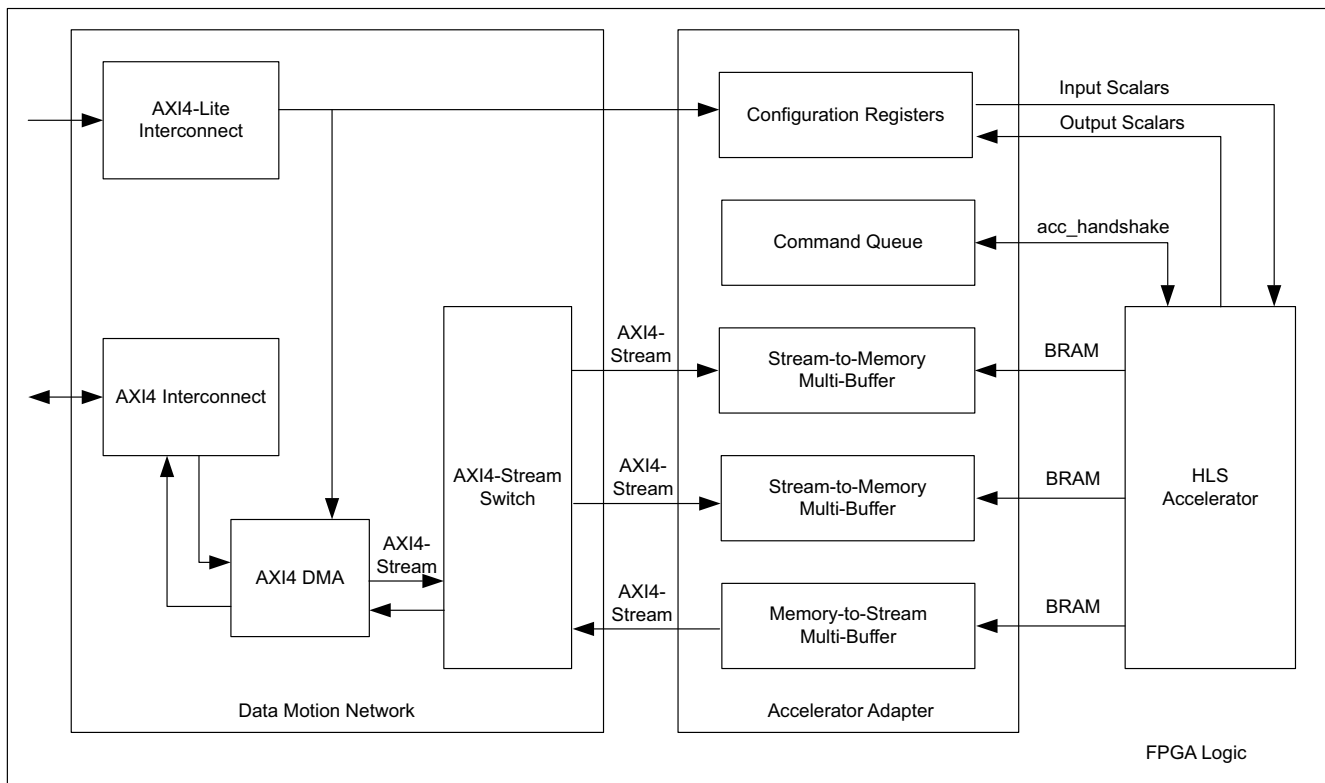 AXI4-Lite
Interconnect
Configuration Registers
Input Scalars
Output Scalars
Command Queue
acc_handshake
AXI4 Interconnect
AXI4-Stream
Switch
AXI4-
Stream
Stream-to-Memory
Multi-Buffer
BRAM
AXI4-
Stream
Stream-to-Memory
Multi-Buffer
BRAM
HLS
Accelerator
AXI4 DMA
AXI4-
Stream
AXI4-
Stream
Memory-to-Stream
Multi-Buffer
BRAM
Data Motion Network
Accelerator Adapter
FPGA Logic